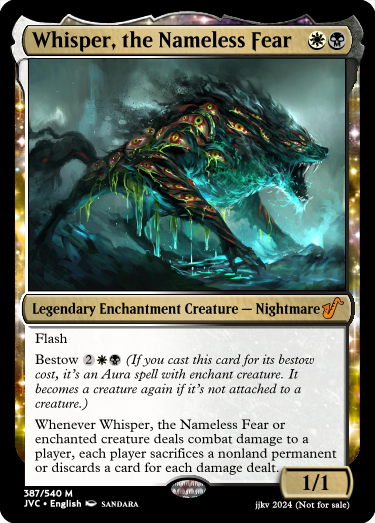 Whisper, the Nameless Fear
Legendary Enchantment Creature — Nightmare
Flash
Bestow 2 (If you cast this card for its bestow
cost, it's an Aura spell with enchant creature. It
becomes a creature again if it's not attached to a
creature.)
Whenever Whisper, the Nameless Fear or
enchanted creature deals combat damage to a
player, each player sacrifices a nonland permanent
or discards a card for each damage dealt.
1/1
387/540 M
JVC • English SANDARA
jjkv 2024 (Not for sale)